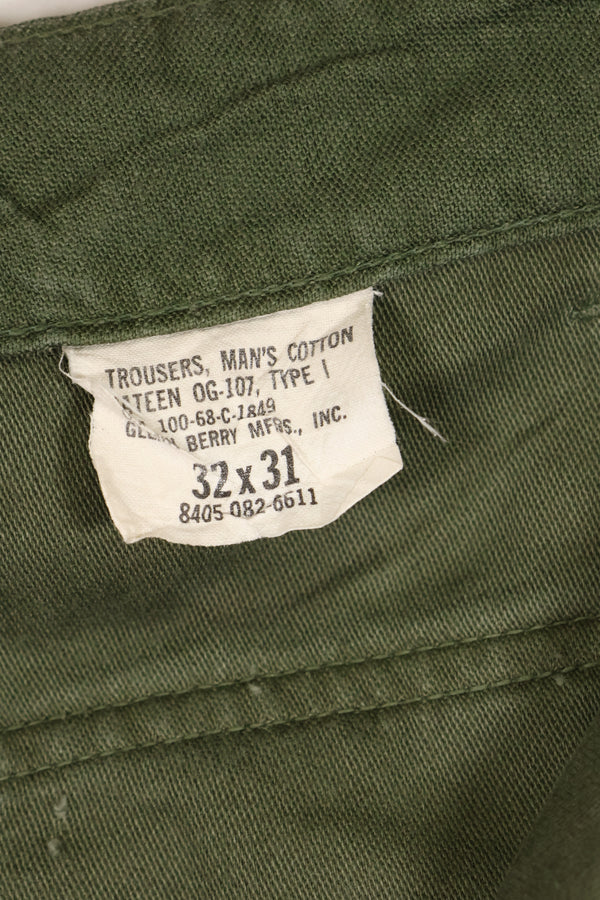 TROUSERS, MAN'S COTTON
ATEEN OG-107, TYPE I
100-68-C-1849
BERRY MFRS., INC.
32 x 31
8405 082-6611